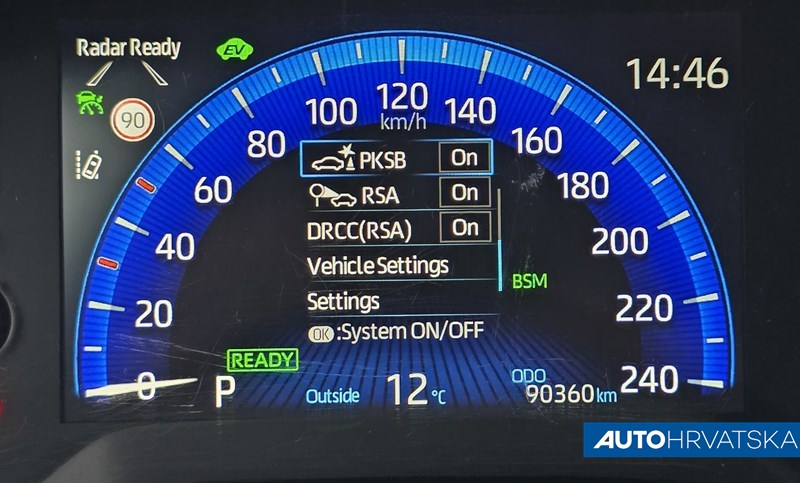 Radar Ready
EV
14:46
90
0
20
40
60
80
100
120
140
160
180
200
220
240
km/h
PKSB On
RSA On
DRCC(RSA) On
Vehicle Settings
Settings
OK :System ON/OFF
BSM
READY
P
Outside 12 °C
ODO
90360 km
AUTOHRVATSKA